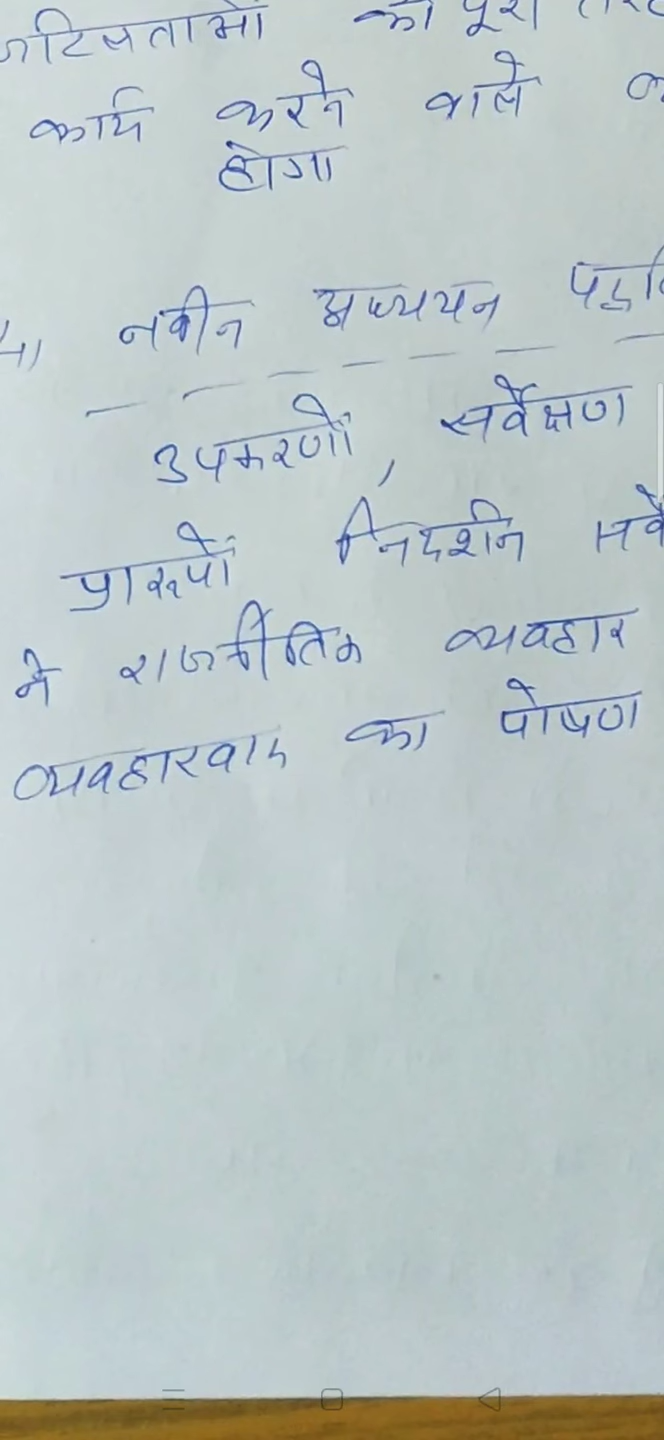 जटिलताओं को पूरी
कार्य करने वाले
होगा
4) नवीन अध्ययन
उपकरणों, सर्वेक्षण
प्रारूपों निदर्शन
ने राजनीतिक व्यवहार
व्यवहारवाद का पोषण